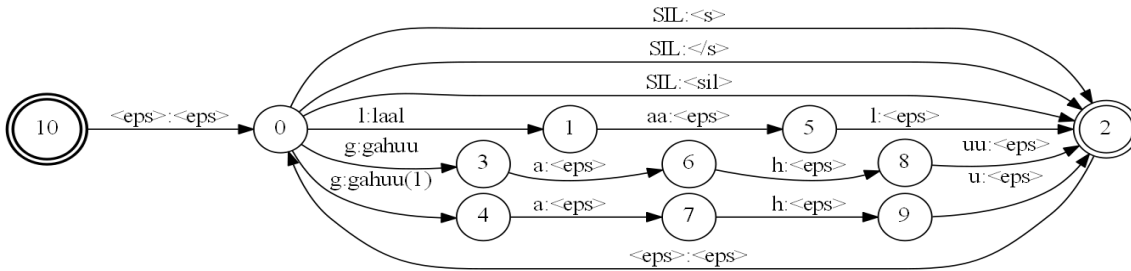 SIL:<s>
SIL:</s>
SIL:<sil>
10 <eps>:<eps> 0 l:laal 1 aa:<eps> 5 l:<eps> 2
g:gahuu 3 a:<eps> 6 h:<eps> 8 uu:<eps>
g:gahuu(1) 4 a:<eps> 7 h:<eps> 9 u:<eps>
<eps>:<eps>